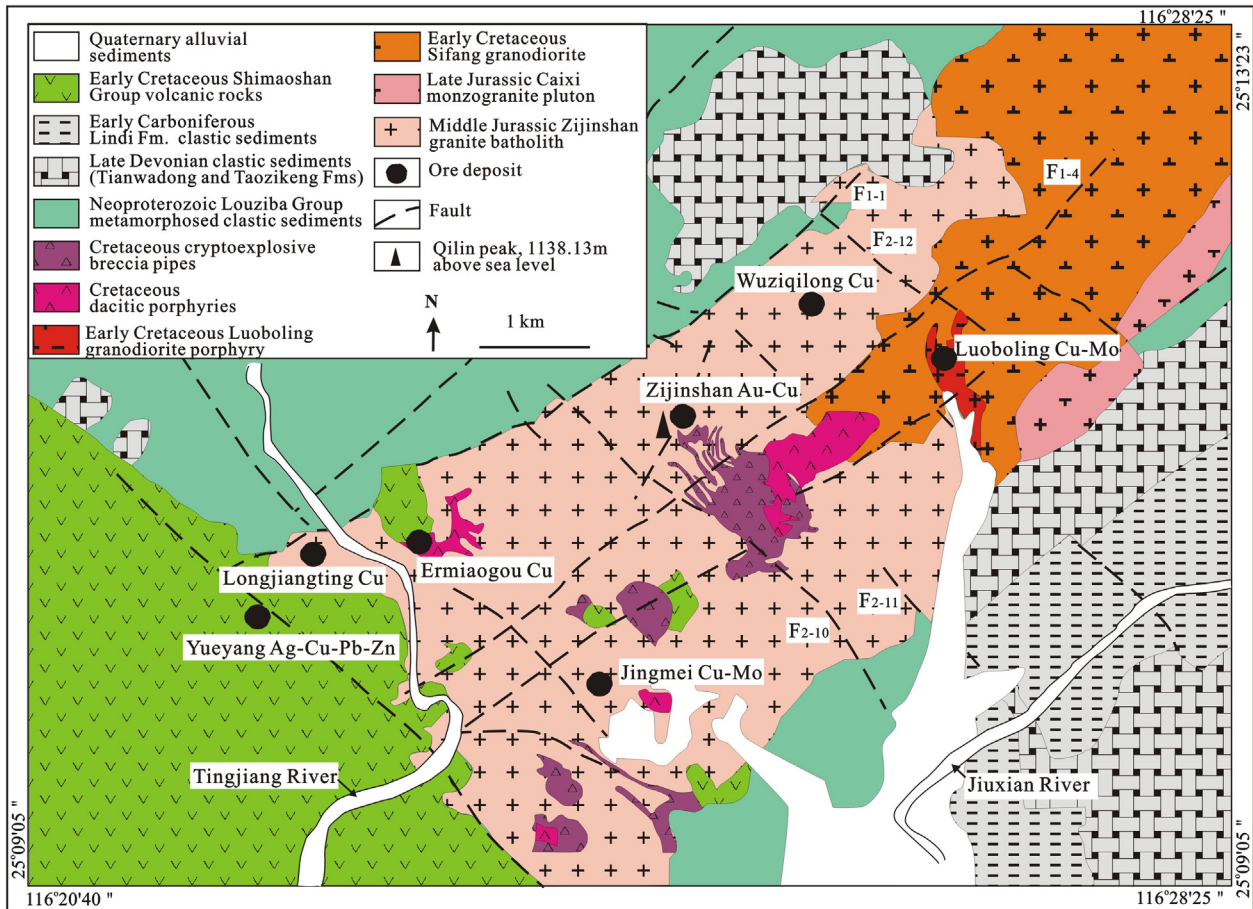 116°28′25 "
25°13′23 "
Quaternary alluvial
sediments
Early Cretaceous Shimaoshan
Group volcanic rocks
Early Carboniferous
Lindi Fm. clastic sediments
Late Devonian clastic sediments
(Tianwadong and Taozikeng Fms)
Neoproterozoic Louziba Group
metamorphosed clastic sediments
Cretaceous cryptoexplosive
breccia pipes
Cretaceous
dacitic porphyries
Early Cretaceous Luoboling
granodiorite porphyry
Early Cretaceous
Sifang granodiorite
Late Jurassic Caixi
monzogranite pluton
Middle Jurassic Zijinshan
granite batholith
Ore deposit
Fault
Qilin peak, 1138.13m
above sea level
N
1 km
F1-1
F1-4
F2-12
Wuziqilong Cu
Luoboling Cu-Mo
Zijinshan Au-Cu
Longjiangting Cu
Ermiaogou Cu
Yueyang Ag-Cu-Pb-Zn
F2-11
F2-10
Jingmei Cu-Mo
Tingjiang River
Jiuxian River
25°09′05 "
25°09′05 "
116°20′40 "
116°28′25 "